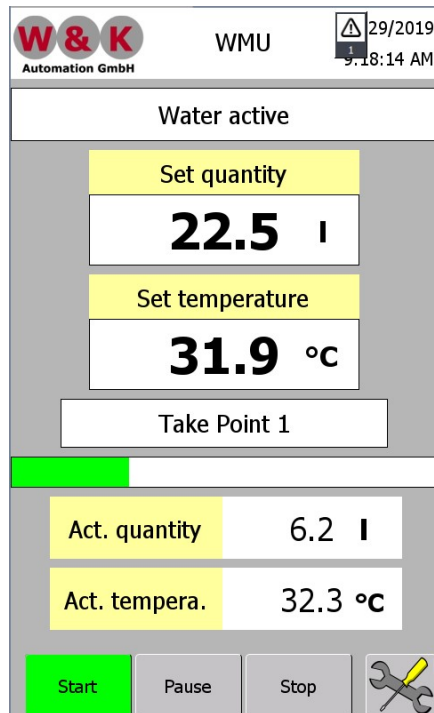 W & K
Automation GmbH
WMU
29/2019
1
9:18:14 AM
Water active
Set quantity
22.5 l
Set temperature
31.9 °C
Take Point 1
Act. quantity 6.2 l
Act. tempera. 32.3 °C
Start Pause Stop